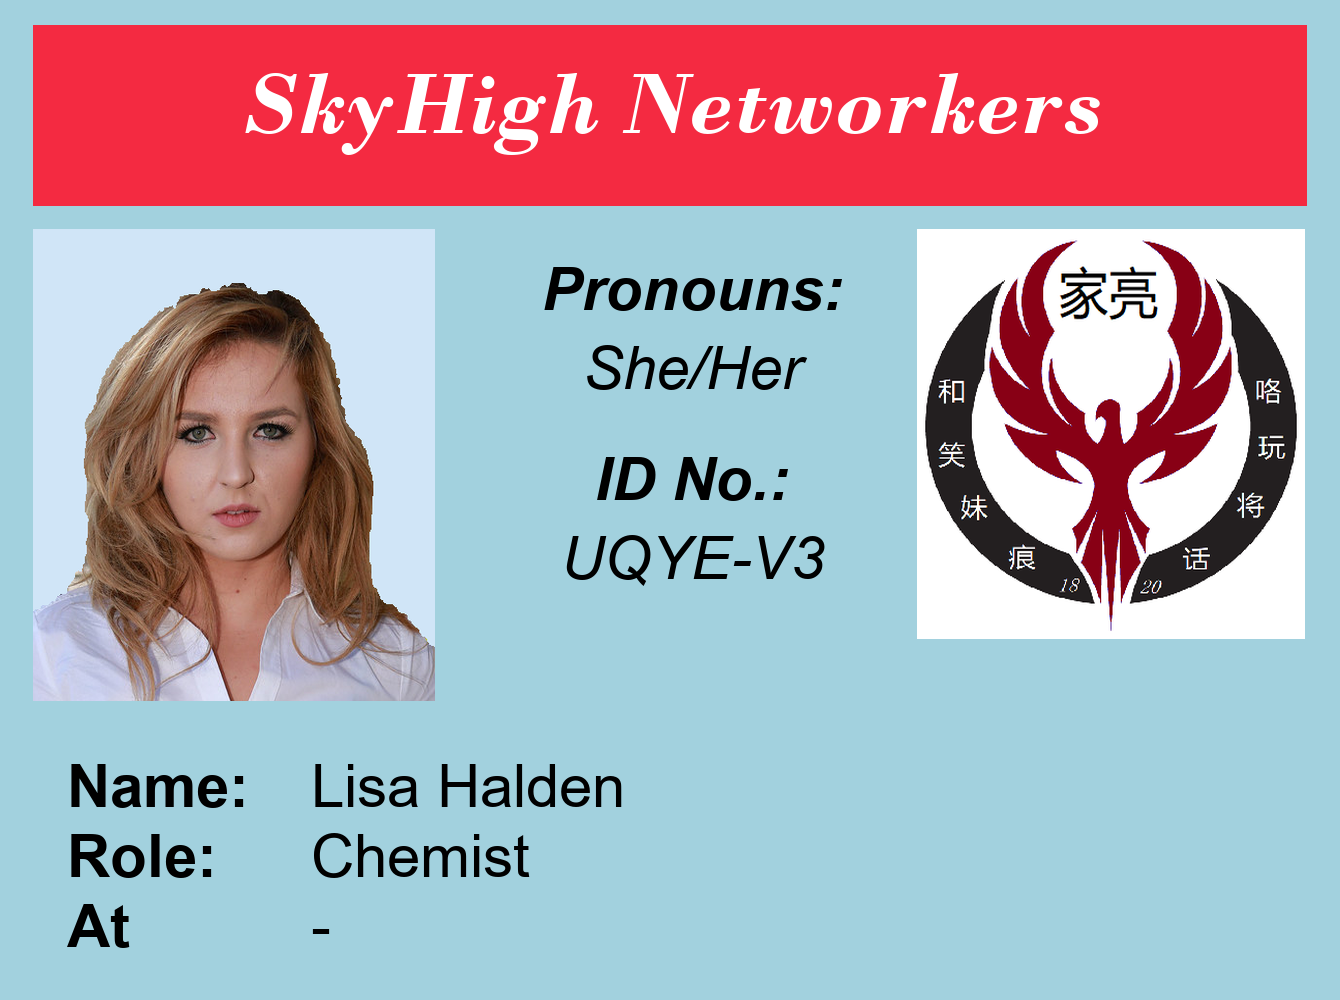 SkyHigh Networkers
Pronouns:
She/Her
ID No.:
UQYE-V3
家亮
和笑妹痕
咯玩将话
18 20
Name: Lisa Halden
Role: Chemist
At -